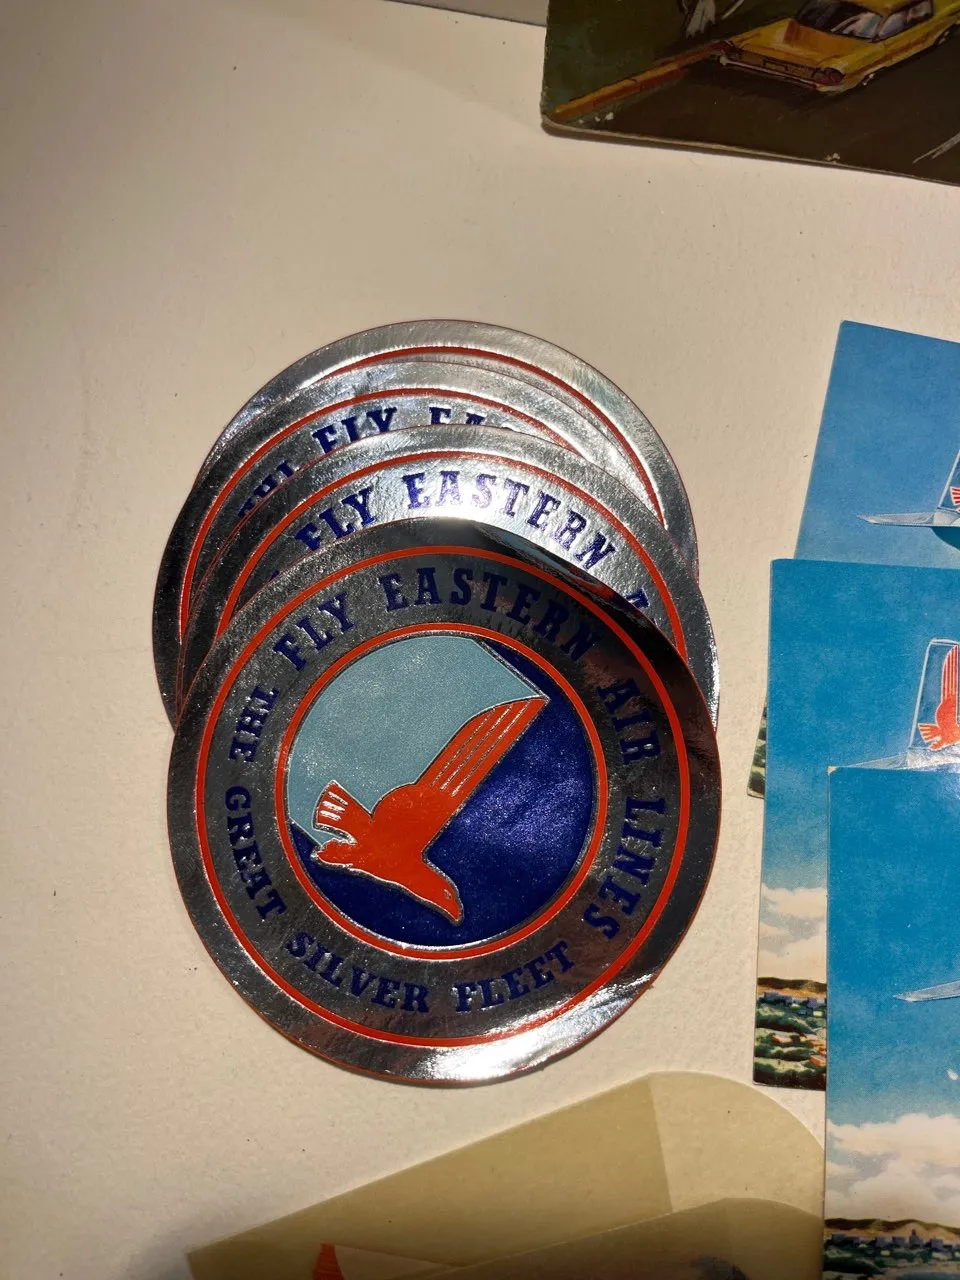 FLY EA
FLY EASTERN A
FLY EASTERN AIR LINES
THE GREAT SILVER FLEET